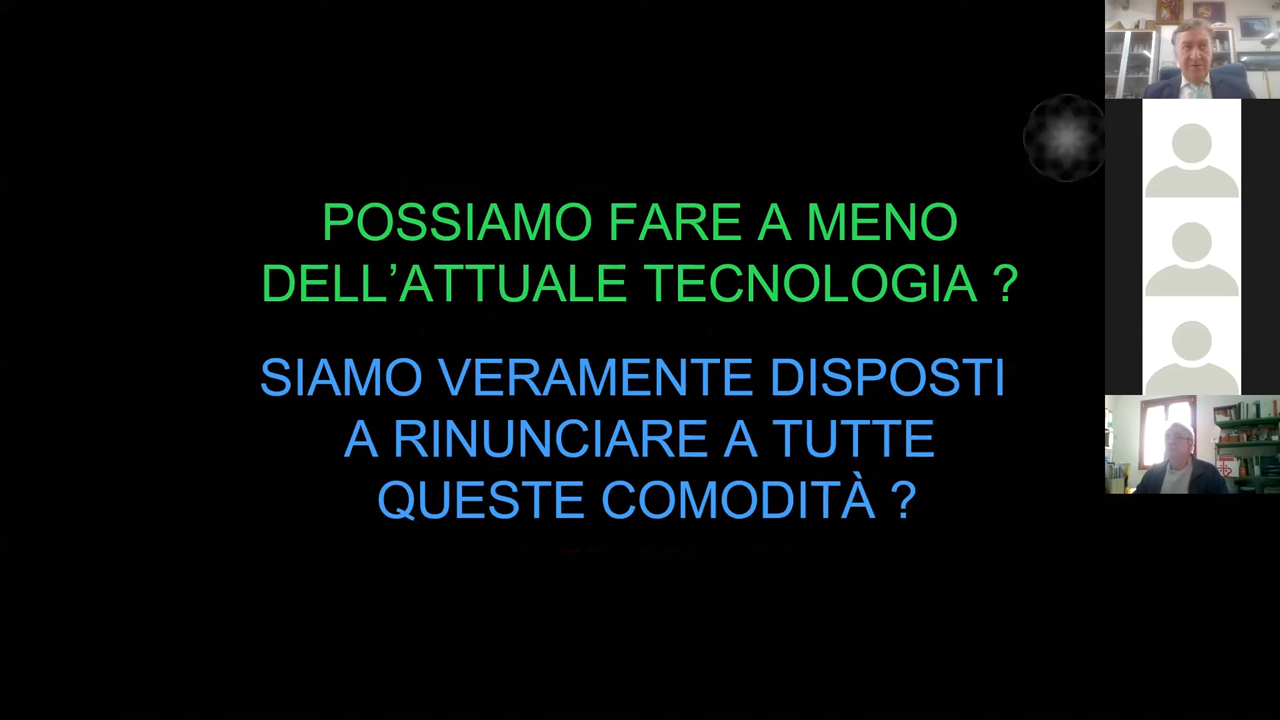 POSSIAMO FARE A MENO
DELL’ATTUALE TECNOLOGIA ?
SIAMO VERAMENTE DISPOSTI
A RINUNCIARE A TUTTE
QUESTE COMODITÀ ?